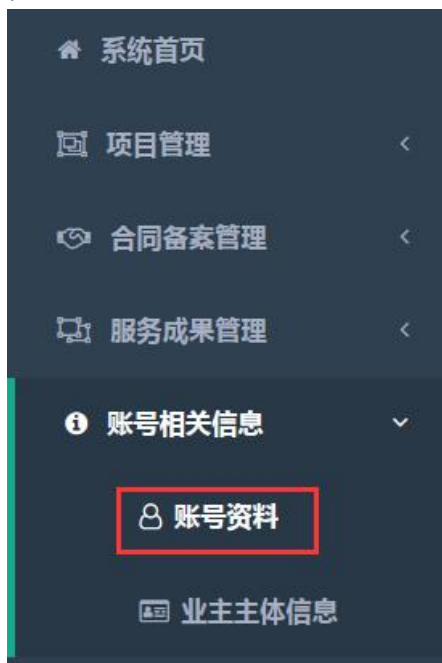 系统首页
项目管理
合同备案管理
服务成果管理
账号相关信息
账号资料
业主主体信息